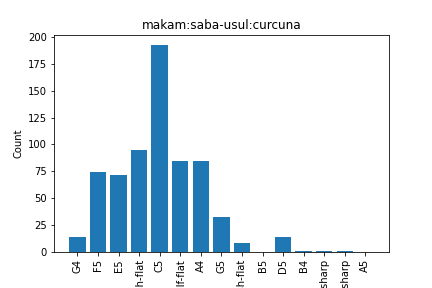 makam:saba-usul:curcuna
200
175
150
125
100
75
50
25
0
Count
G4
F5
E5
h-flat
C5
lf-flat
A4
G5
h-flat
B5
D5
B4
sharp
sharp
A5